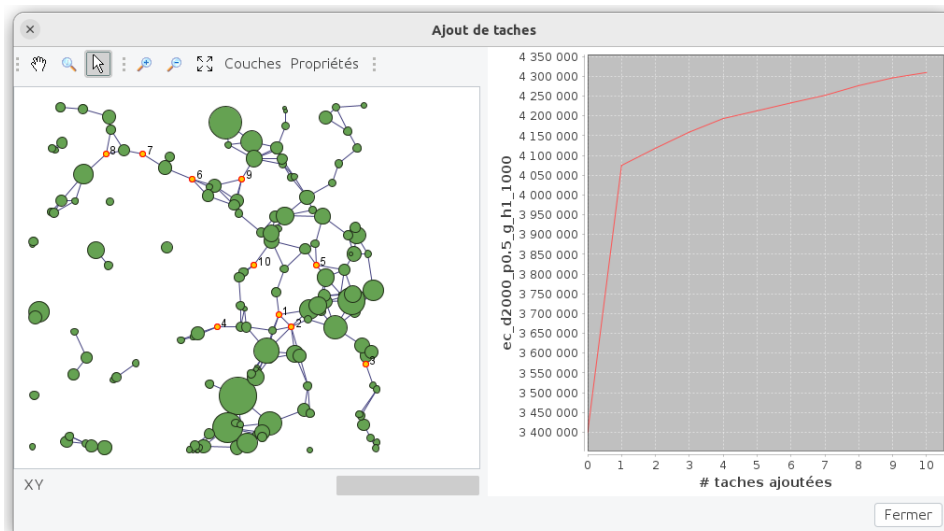 Ajout de taches
Couches Propriétés
8
7
6
9
10
5
1
2
4
3
XY
4 350 000
4 300 000
4 250 000
4 200 000
4 150 000
4 100 000
4 050 000
4 000 000
3 950 000
3 900 000
3 850 000
3 800 000
3 750 000
3 700 000
3 650 000
3 600 000
3 550 000
3 500 000
3 450 000
3 400 000
ec_d2000_p0.5_g_h1_1000
0 1 2 3 4 5 6 7 8 9 10
# taches ajoutées
Fermer